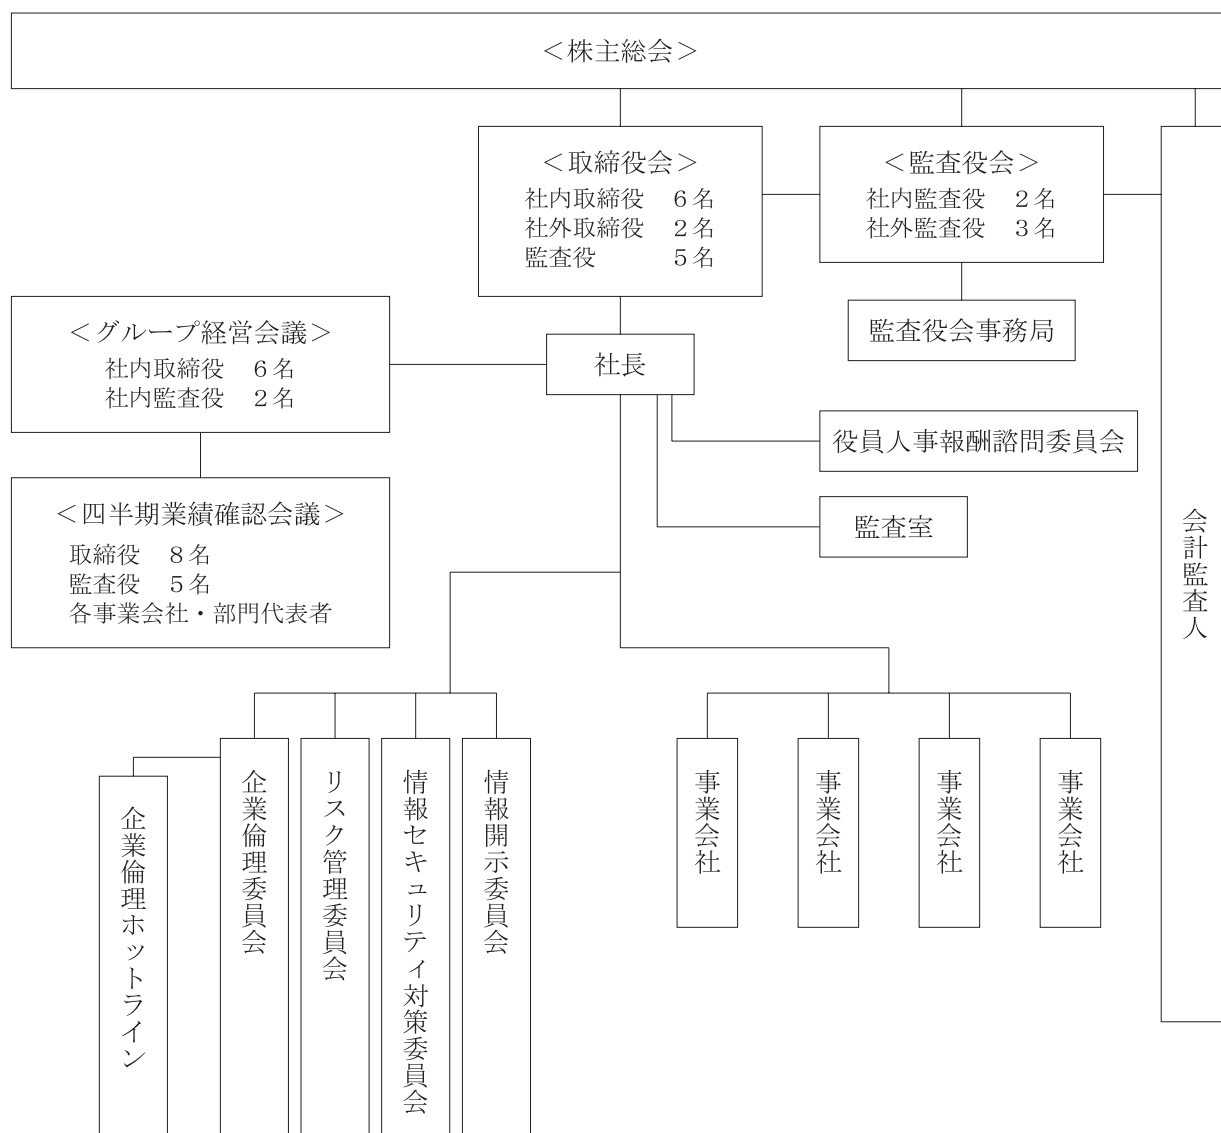 ＜株主総会＞
＜取締役会＞
社内取締役　６名
社外取締役　２名
監査役　　　５名
＜監査役会＞
社内監査役　２名
社外監査役　３名
監査役会事務局
＜グループ経営会議＞
社内取締役　６名
社内監査役　２名
社長
役員人事報酬諮問委員会
＜四半期業績確認会議＞
取締役　８名
監査役　５名
各事業会社・部門代表者
監査室
会計監査人
企業倫理ホットライン
企業倫理委員会
リスク管理委員会
情報セキュリティ対策委員会
情報開示委員会
事業会社
事業会社
事業会社
事業会社